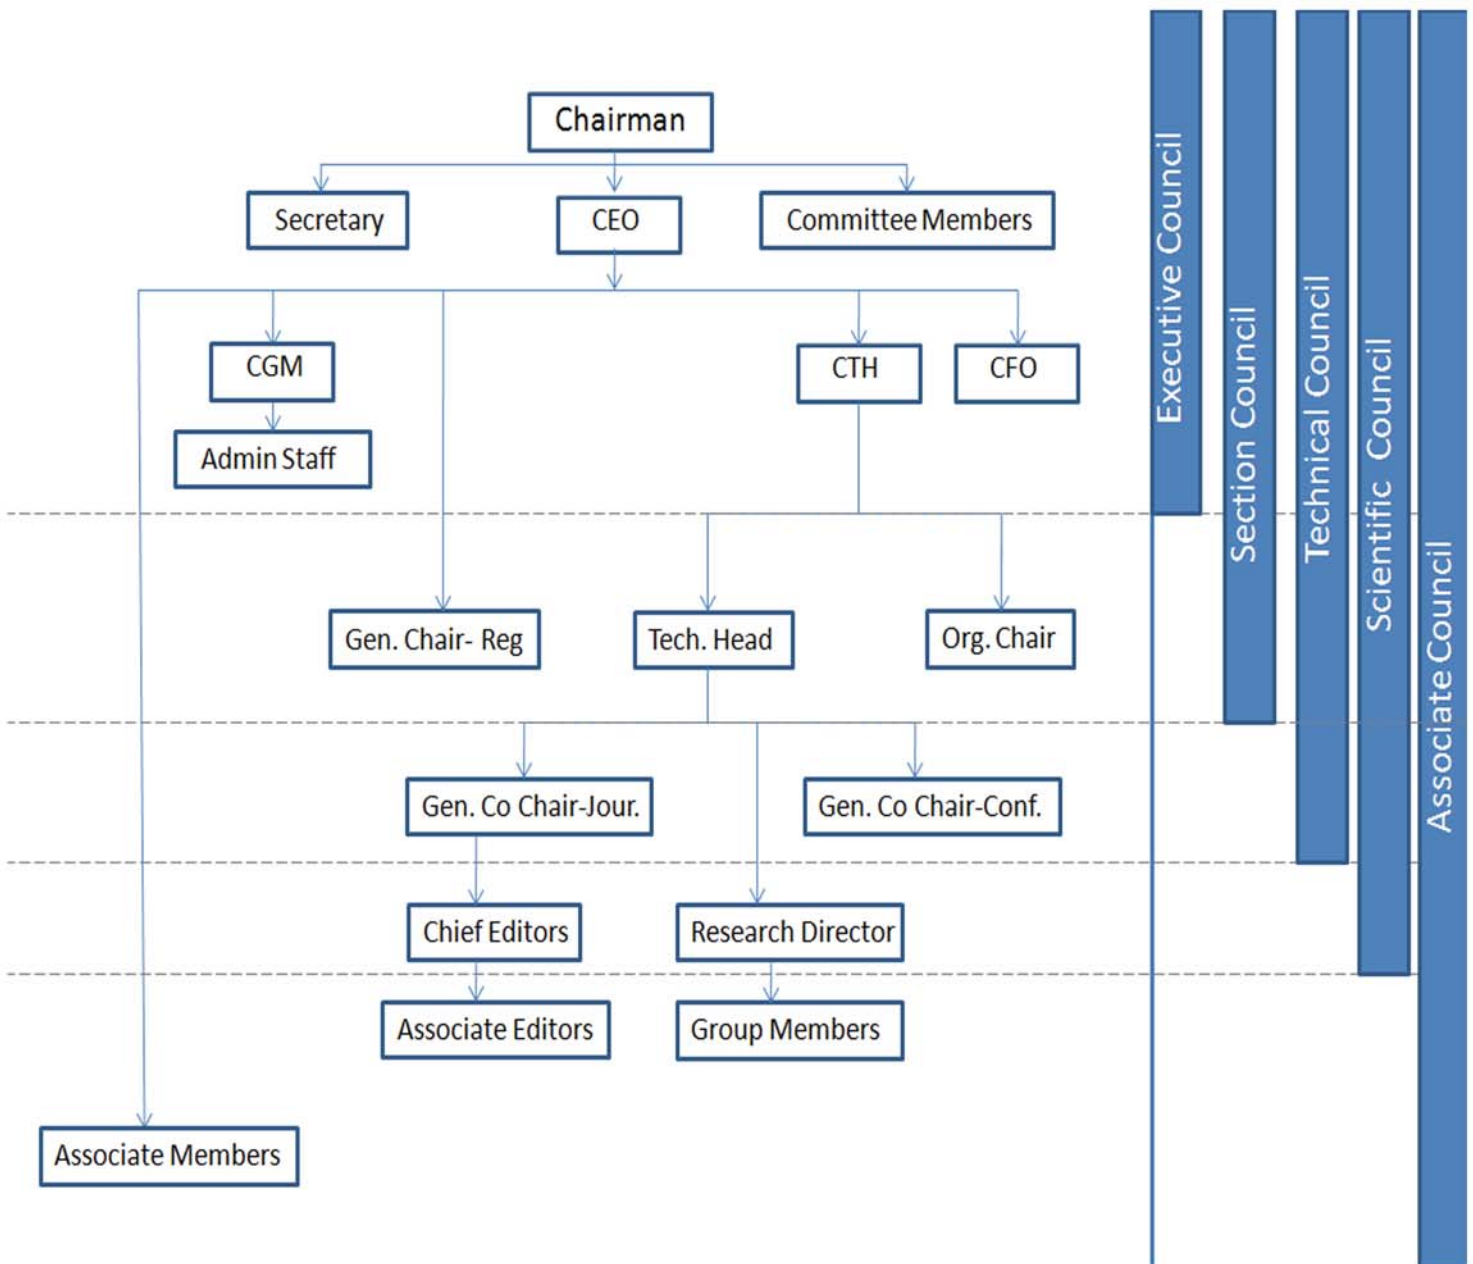 Chairman
Secretary
CEO
Committee Members
CGM
CTH
CFO
Admin Staff
Gen. Chair- Reg
Tech. Head
Org. Chair
Gen. Co Chair-Jour.
Gen. Co Chair-Conf.
Chief Editors
Research Director
Associate Editors
Group Members
Associate Members
Executive Council
Section Council
Technical Council
Scientific Council
Associate Council